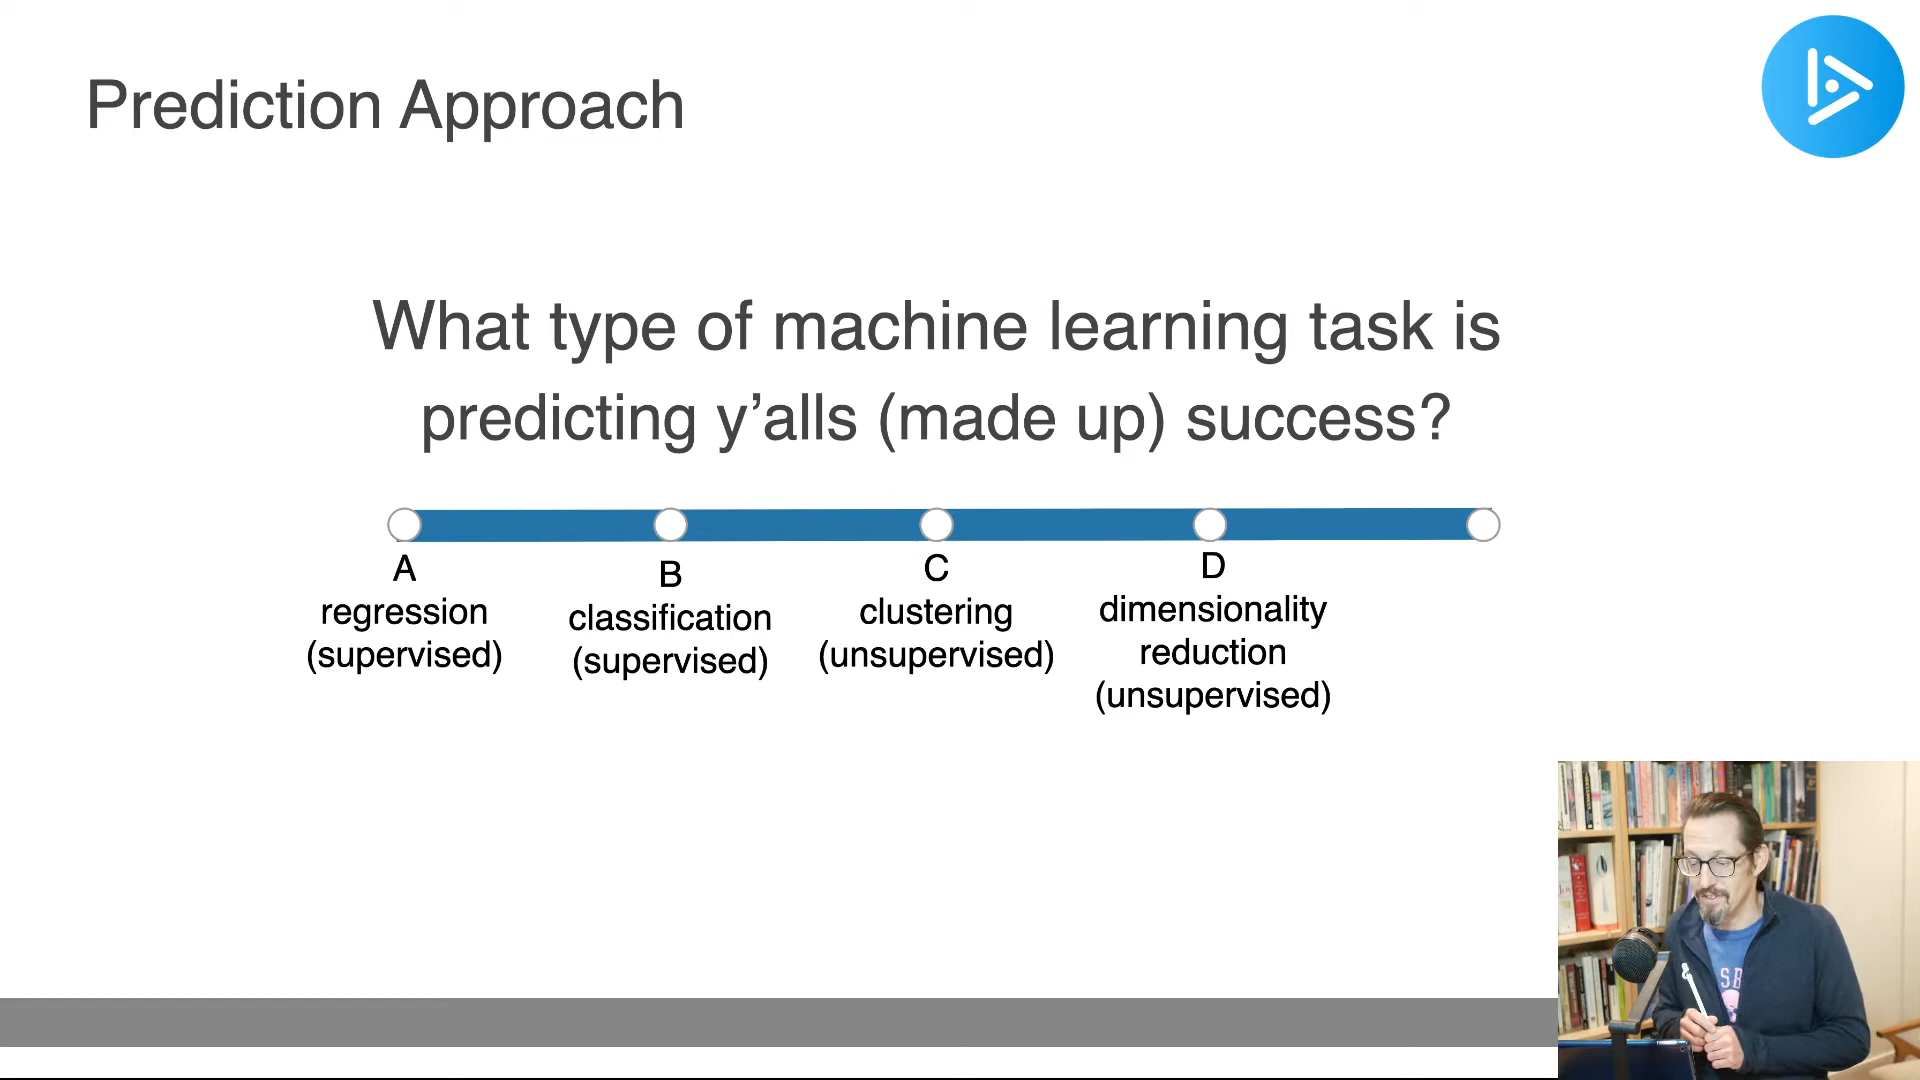 Prediction Approach
What type of machine learning task is
predicting y’alls (made up) success?
A
regression
(supervised)
B
classification
(supervised)
C
clustering
(unsupervised)
D
dimensionality
reduction
(unsupervised)